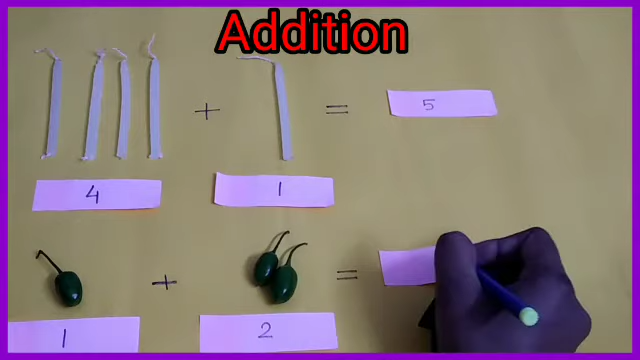 Addition
+ = 5
4 1
+ =
1 2